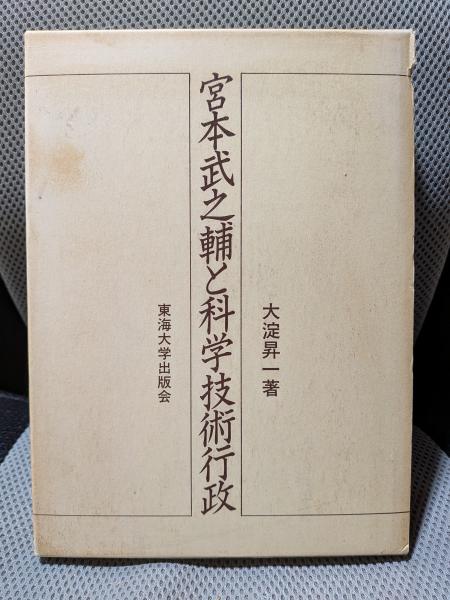 大淀昇一著
宮本武之輔と科学技術行政
東海大学出版会